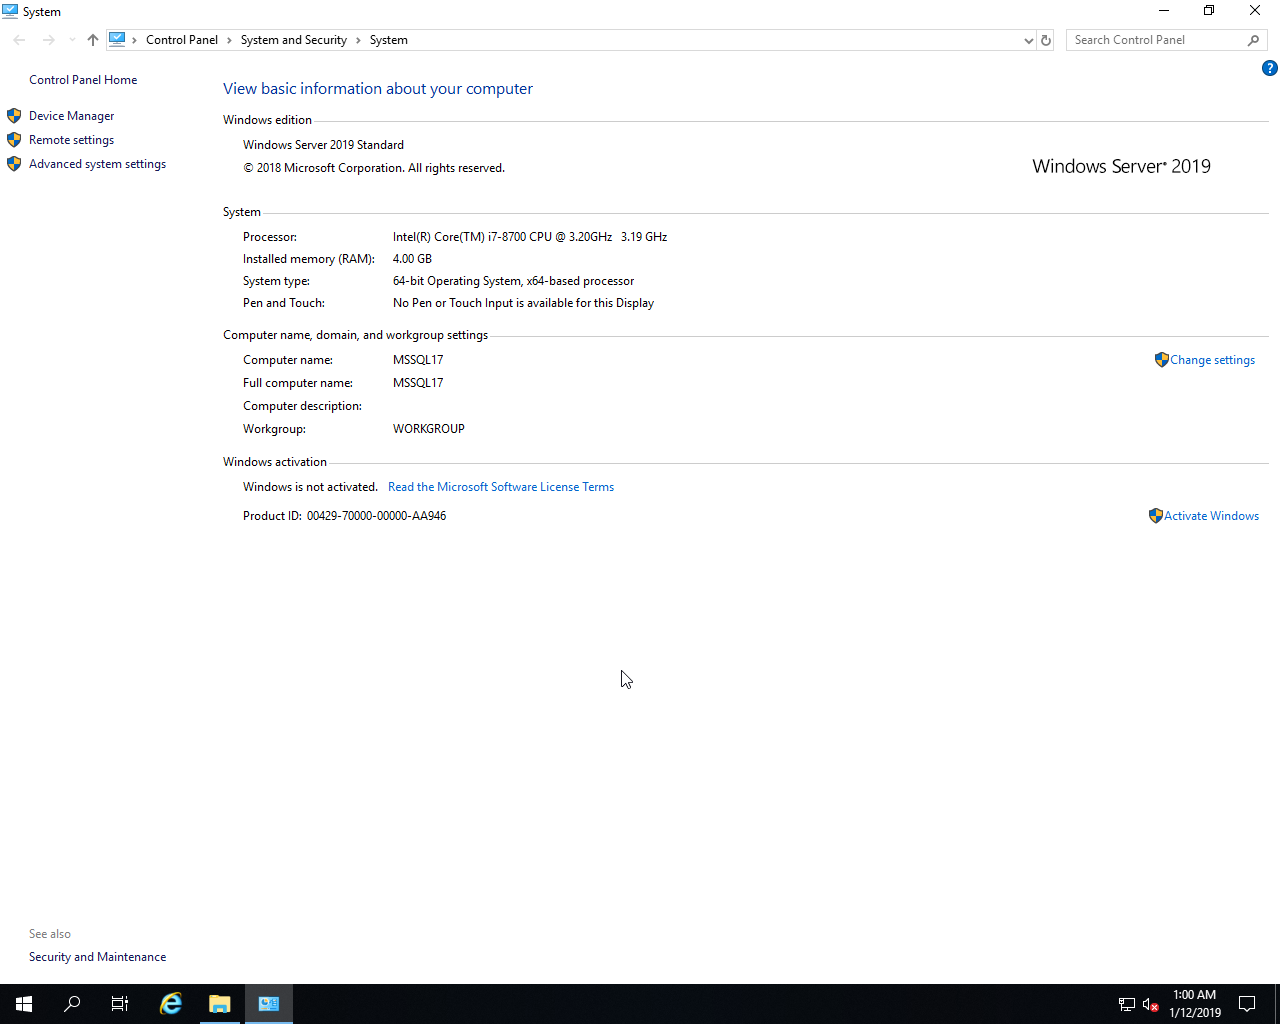 System
Control Panel > System and Security > System
Search Control Panel
Control Panel Home
Device Manager
Remote settings
Advanced system settings
View basic information about your computer
Windows edition
Windows Server 2019 Standard
© 2018 Microsoft Corporation. All rights reserved.
Windows Server® 2019
System
Processor: Intel(R) Core(TM) i7-8700 CPU @ 3.20GHz 3.19 GHz
Installed memory (RAM): 4.00 GB
System type: 64-bit Operating System, x64-based processor
Pen and Touch: No Pen or Touch Input is available for this Display
Computer name, domain, and workgroup settings
Computer name: MSSQL17 Change settings
Full computer name: MSSQL17
Computer description:
Workgroup: WORKGROUP
Windows activation
Windows is not activated. Read the Microsoft Software License Terms
Product ID: 00429-70000-00000-AA946 Activate Windows
See also
Security and Maintenance
1:00 AM
1/12/2019